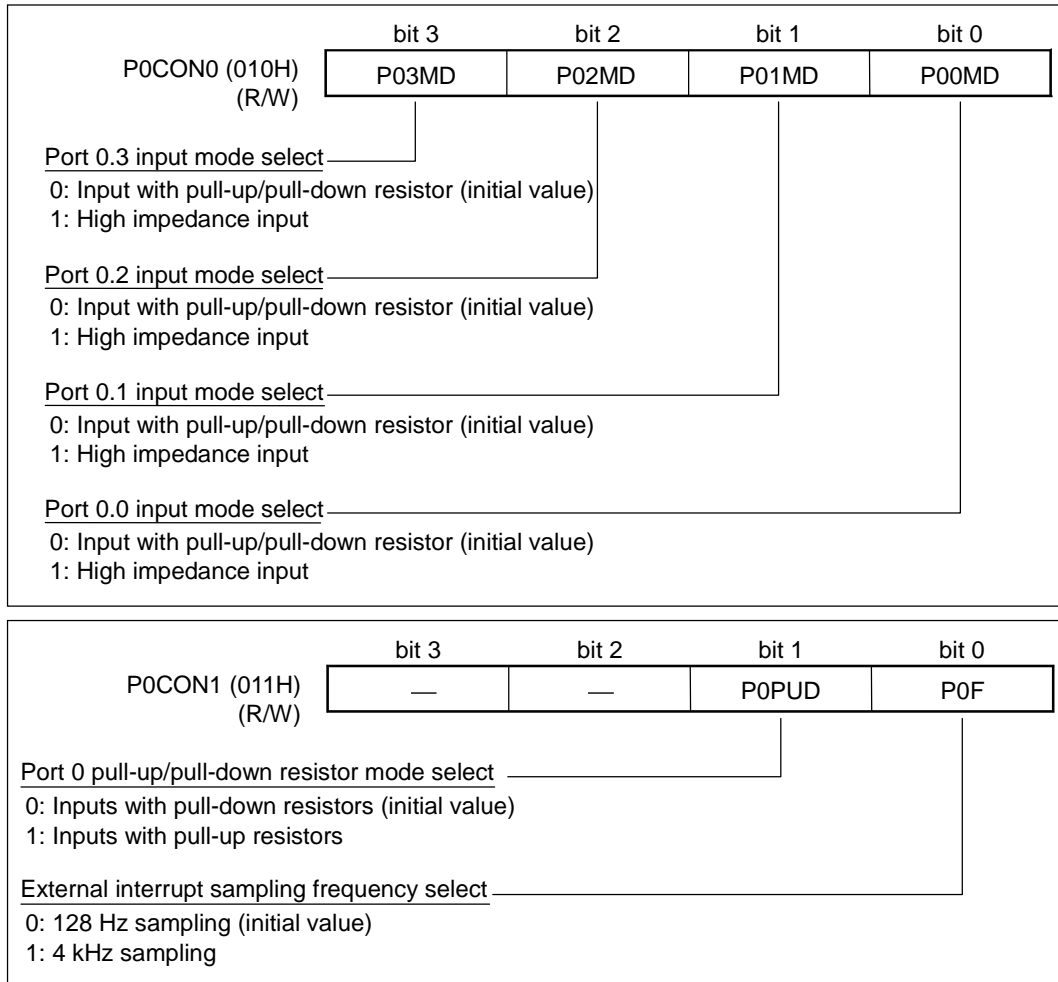 bit 3 bit 2 bit 1 bit 0
P0CON0 (010H) P03MD P02MD P01MD P00MD
(R/W)
Port 0.3 input mode select
0: Input with pull-up/pull-down resistor (initial value)
1: High impedance input
Port 0.2 input mode select
0: Input with pull-up/pull-down resistor (initial value)
1: High impedance input
Port 0.1 input mode select
0: Input with pull-up/pull-down resistor (initial value)
1: High impedance input
Port 0.0 input mode select
0: Input with pull-up/pull-down resistor (initial value)
1: High impedance input
bit 3 bit 2 bit 1 bit 0
P0CON1 (011H) — — P0PUD P0F
(R/W)
Port 0 pull-up/pull-down resistor mode select
0: Inputs with pull-down resistors (initial value)
1: Inputs with pull-up resistors
External interrupt sampling frequency select
0: 128 Hz sampling (initial value)
1: 4 kHz sampling